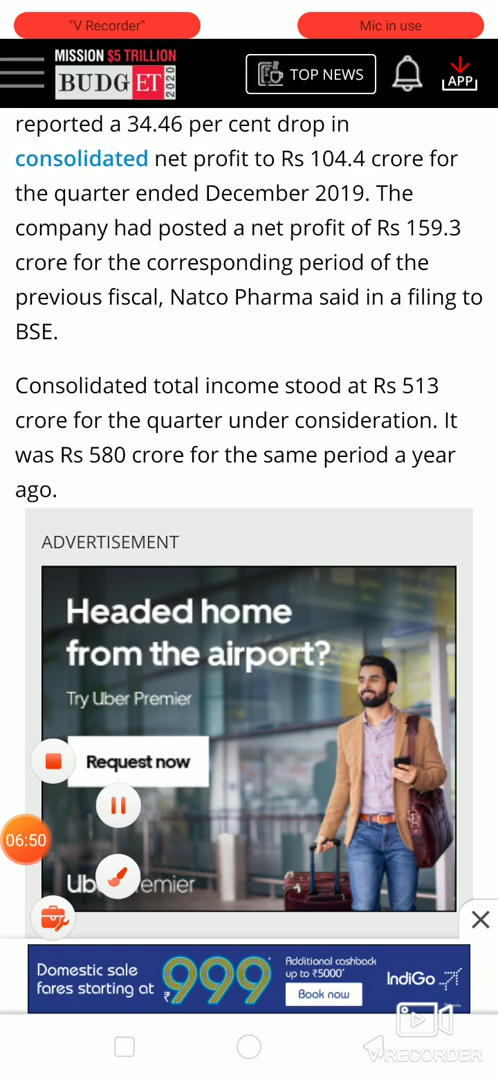 "V Recorder"
Mic in use
MISSION $5 TRILLION
BUDGET 2020
TOP NEWS
APP
reported a 34.46 per cent drop in
consolidated net profit to Rs 104.4 crore for
the quarter ended December 2019. The
company had posted a net profit of Rs 159.3
crore for the corresponding period of the
previous fiscal, Natco Pharma said in a filing to
BSE.
Consolidated total income stood at Rs 513
crore for the quarter under consideration. It
was Rs 580 crore for the same period a year
ago.
ADVERTISEMENT
Headed home
from the airport?
Try Uber Premier
Request now
06:50
Ub emier
Domestic sale
fares starting at ₹999*
Additional cashback
up to ₹5000*
Book now
IndiGo
VRECORDER